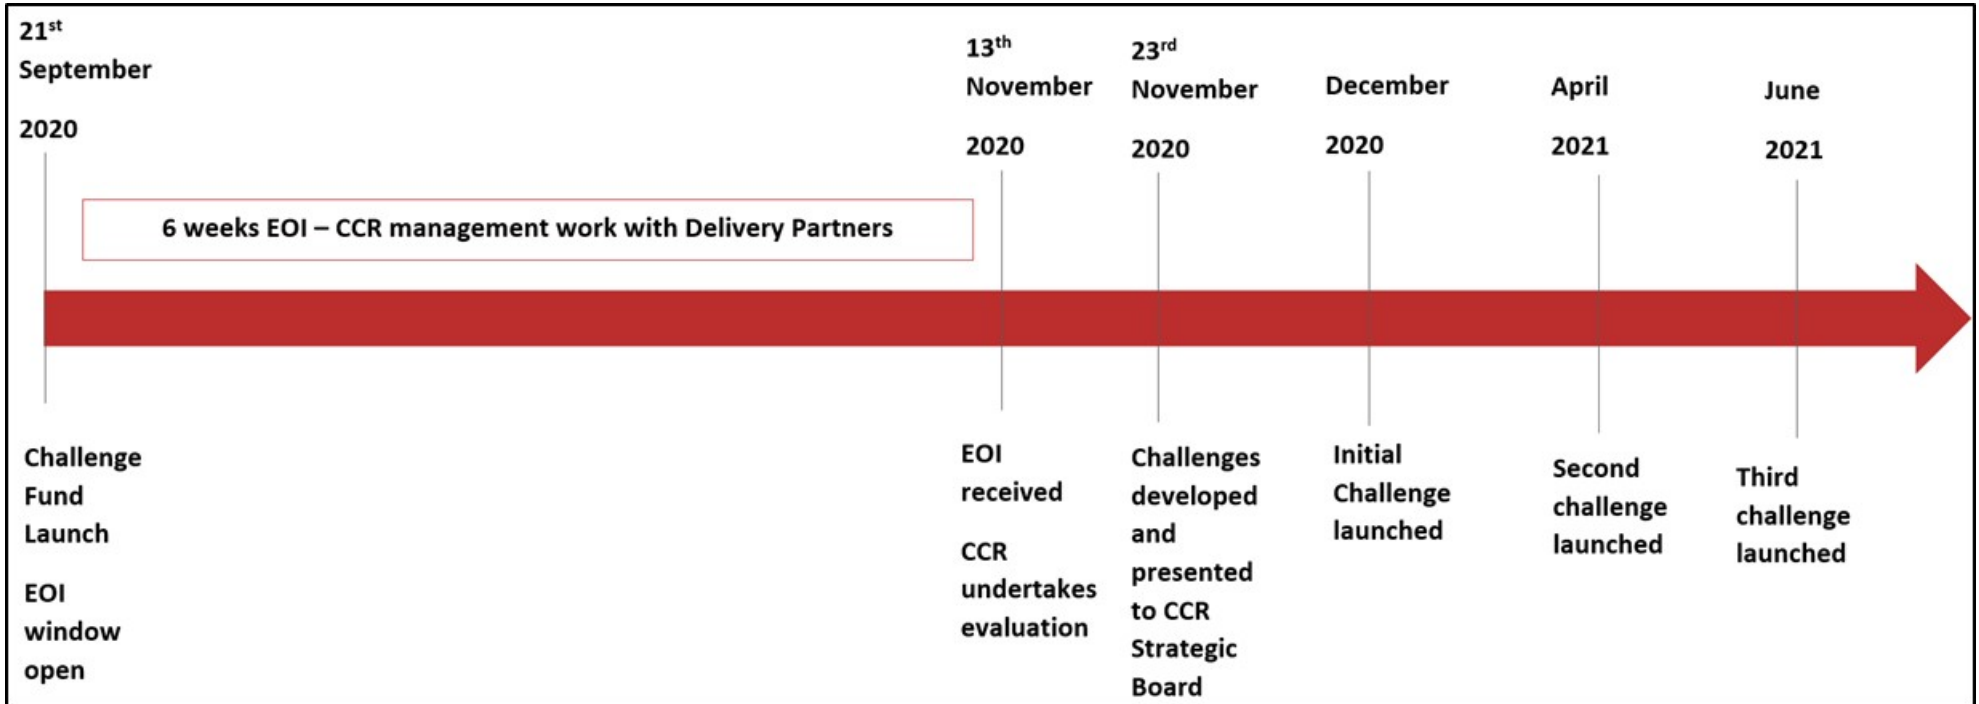 21st
September
2020
13th
November
2020
23rd
November
2020
December
2020
April
2021
June
2021
6 weeks EOI – CCR management work with Delivery Partners
Challenge
Fund
Launch
EOI
window
open
EOI
received
CCR
undertakes
evaluation
Challenges
developed
and
presented
to CCR
Strategic
Board
Initial
Challenge
launched
Second
challenge
launched
Third
challenge
launched